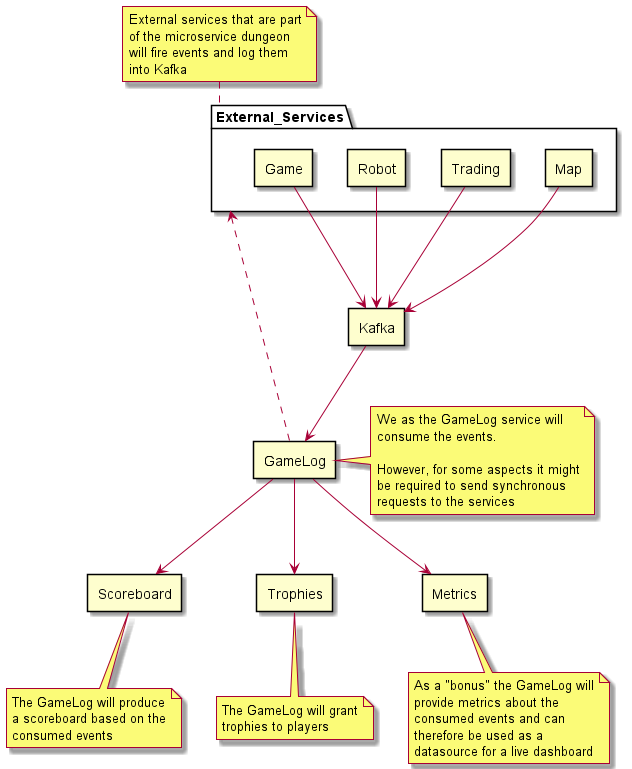 External services that are part
of the microservice dungeon
will fire events and log them
into Kafka
External_Services
Game
Robot
Trading
Map
Kafka
We as the GameLog service will
consume the events.
However, for some aspects it might
be required to send synchronous
requests to the services
GameLog
Scoreboard
Trophies
Metrics
The GameLog will produce
a scoreboard based on the
consumed events
The GameLog will grant
trophies to players
As a "bonus" the GameLog will
provide metrics about the
consumed events and can
therefore be used as a
datasource for a live dashboard